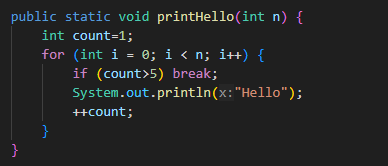 public static void printHello(int n) {
    int count=1;
    for (int i = 0; i < n; i++) {
        if (count>5) break;
        System.out.println(x:"Hello");
        ++count;
    }
}